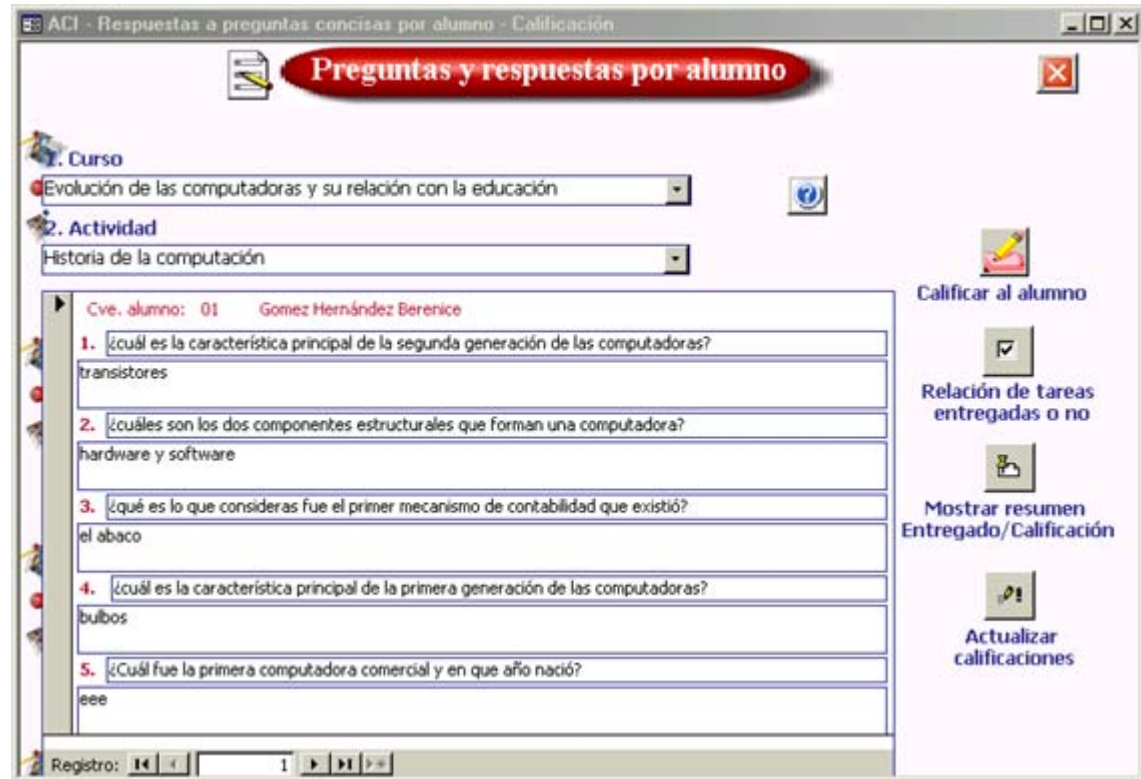 ACI - Respuestas a preguntas concisas por alumno - Calificación
Preguntas y respuestas por alumno
1. Curso
Evolución de las computadoras y su relación con la educación
2. Actividad
Historia de la computación
Cve. alumno: 01 Gomez Hernández Berenice
1. ¿cuál es la característica principal de la segunda generación de las computadoras?
transistores
2. ¿cuáles son los dos componentes estructurales que forman una computadora?
hardware y software
3. ¿qué es lo que consideras fue el primer mecanismo de contabilidad que existió?
el abaco
4. ¿cuál es la característica principal de la primera generación de las computadoras?
bulbos
5. ¿Cuál fue la primera computadora comercial y en que año nació?
eee
Registro: 1
Calificar al alumno
Relación de tareas
entregadas o no
Mostrar resumen
Entregado/Calificación
Actualizar
calificaciones